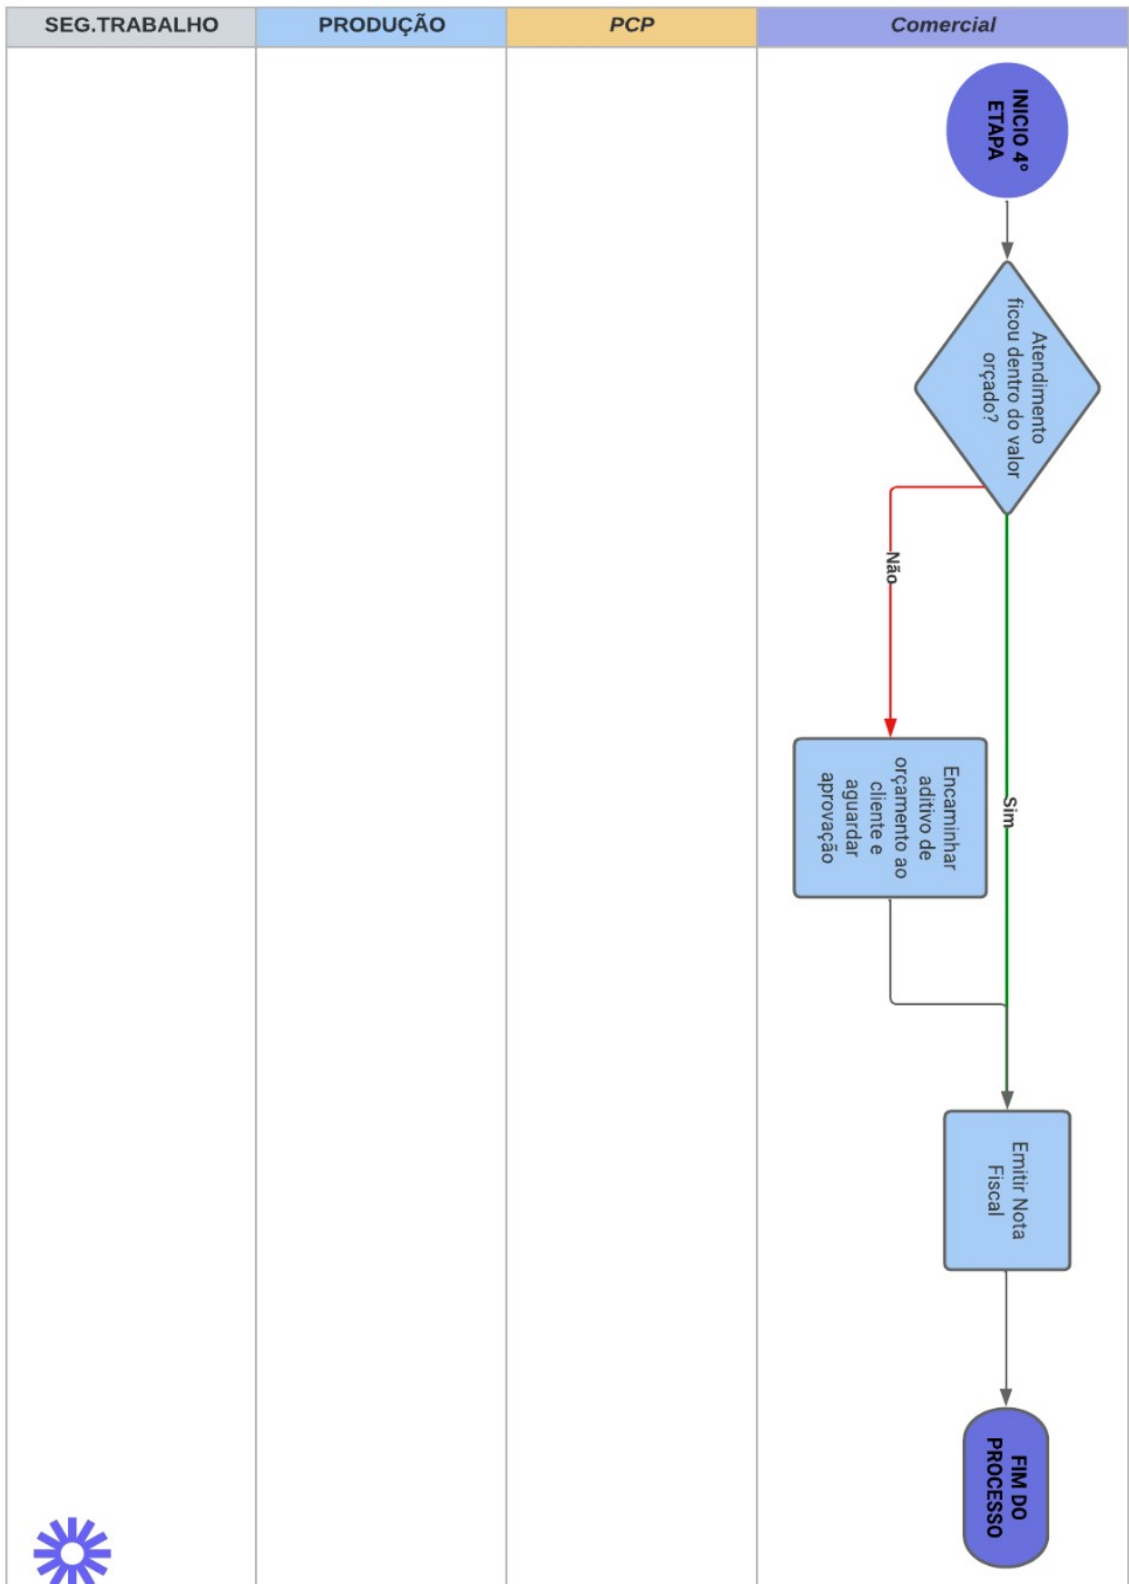 SEG.TRABALHO
PRODUÇÃO
PCP
Comercial
INICIO 4º
ETAPA
Atendimento
ficou dentro do valor
orçado?
Não
Sim
Encaminhar
aditivo de
orçamento ao
cliente e
aguardar
aprovação
Emitir Nota
Fiscal
FIM DO
PROCESSO